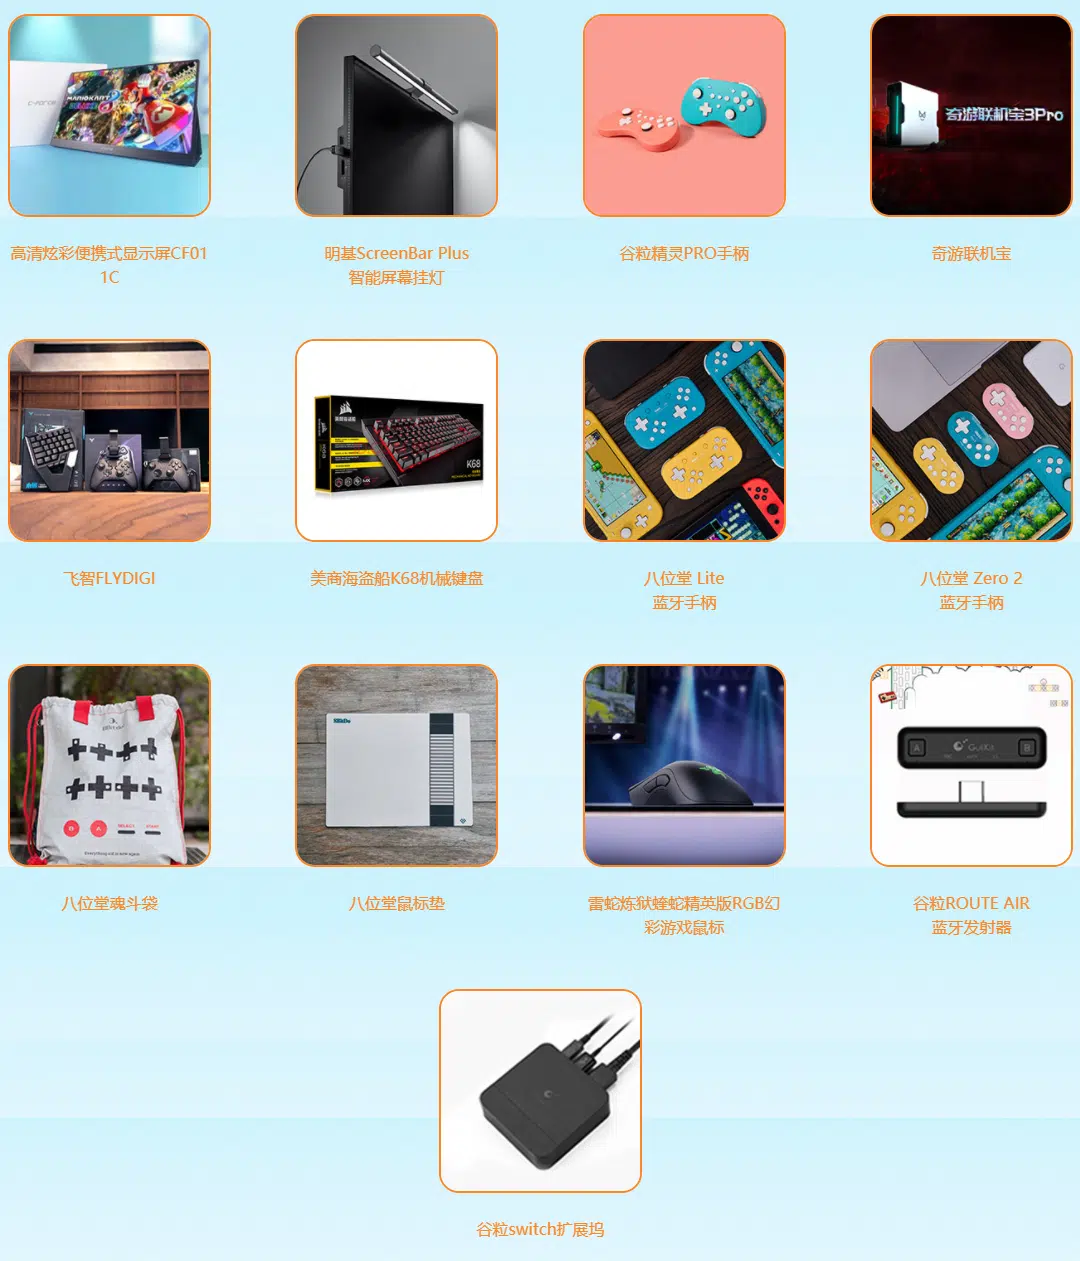 C-FORCE
MARIOKART
奇游联机宝3Pro
高清炫彩便携式显示屏CF01
1C
明基ScreenBar Plus
智能屏幕挂灯
谷粒精灵PRO手柄
奇游联机宝
K68
飞智FLYDIGI
美商海盗船K68机械键盘
八位堂 Lite
蓝牙手柄
八位堂 Zero 2
蓝牙手柄
8BitDo
A
GuliKit
B
B
A
SELECT
START
八位堂魂斗袋
八位堂鼠标垫
雷蛇炼狱蝰蛇精英版RGB幻
彩游戏鼠标
谷粒ROUTE AIR
蓝牙发射器
谷粒switch扩展坞